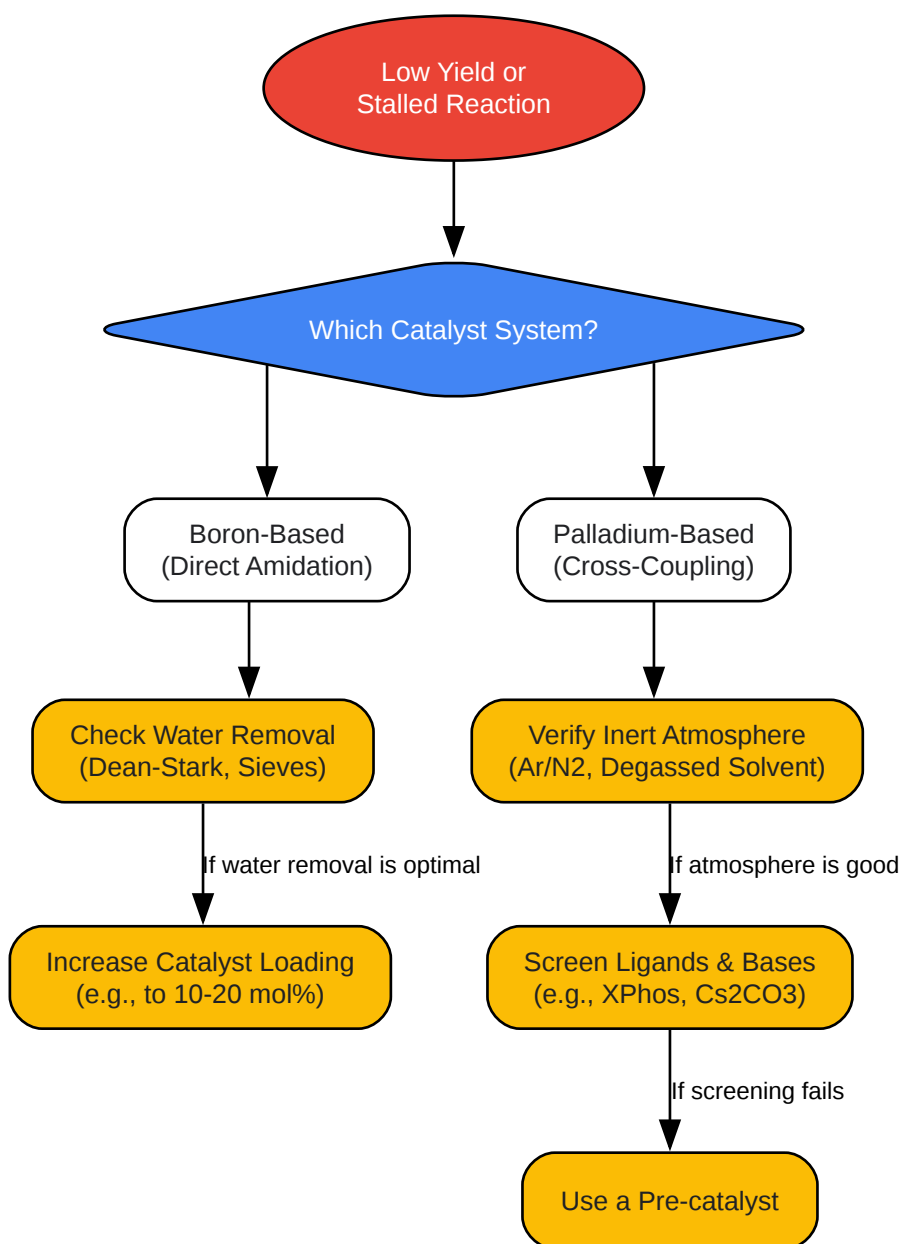 Low Yield or
Stalled Reaction
Which Catalyst System?
Boron-Based
(Direct Amidation)
Palladium-Based
(Cross-Coupling)
Check Water Removal
(Dean-Stark, Sieves)
Verify Inert Atmosphere
(Ar/N2, Degassed Solvent)
If water removal is optimal
If atmosphere is good
Increase Catalyst Loading
(e.g., to 10-20 mol%)
Screen Ligands & Bases
(e.g., XPhos, Cs2CO3)
If screening fails
Use a Pre-catalyst